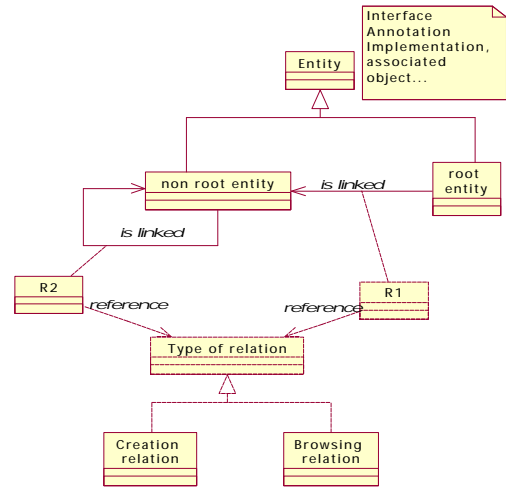 Interface
Annotation
Implementation,
associated
object...
Entity
non root entity
is linked
root
entity
is linked
R2
reference
reference
R1
Type of relation
Creation
relation
Browsing
relation